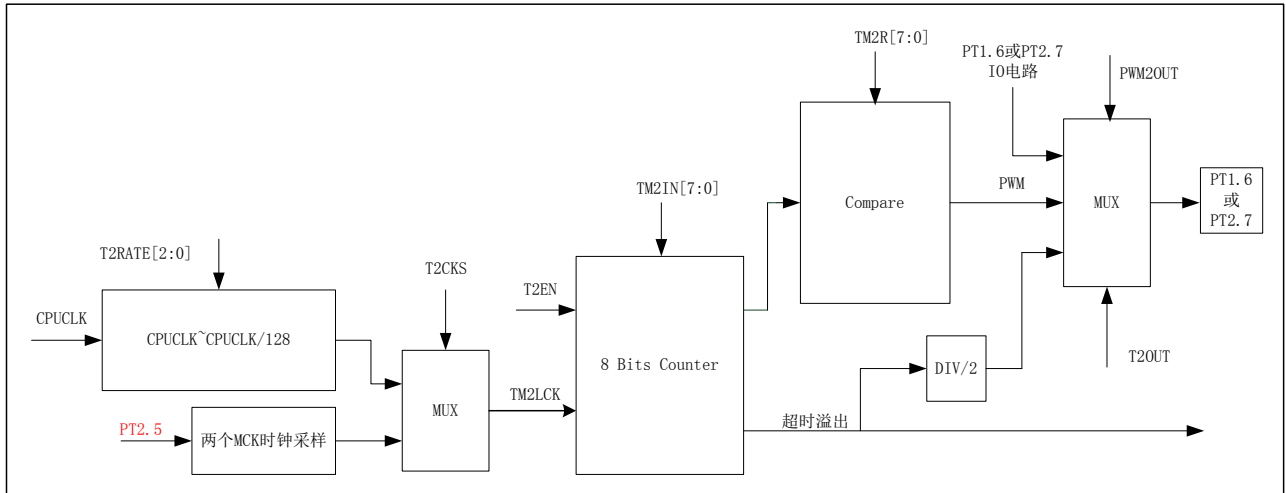 TM2R[7:0]
PT1.6或PT2.7
IO电路
PWM2OUT
TM2IN[7:0]
PWM
Compare
MUX
PT1.6
或
PT2.7
T2RATE[2:0]
T2CKS
T2EN
CPUCLK
CPUCLK~CPUCLK/128
8 Bits Counter
T2OUT
DIV/2
TM2LCK
MUX
超时溢出
PT2.5
两个MCK时钟采样